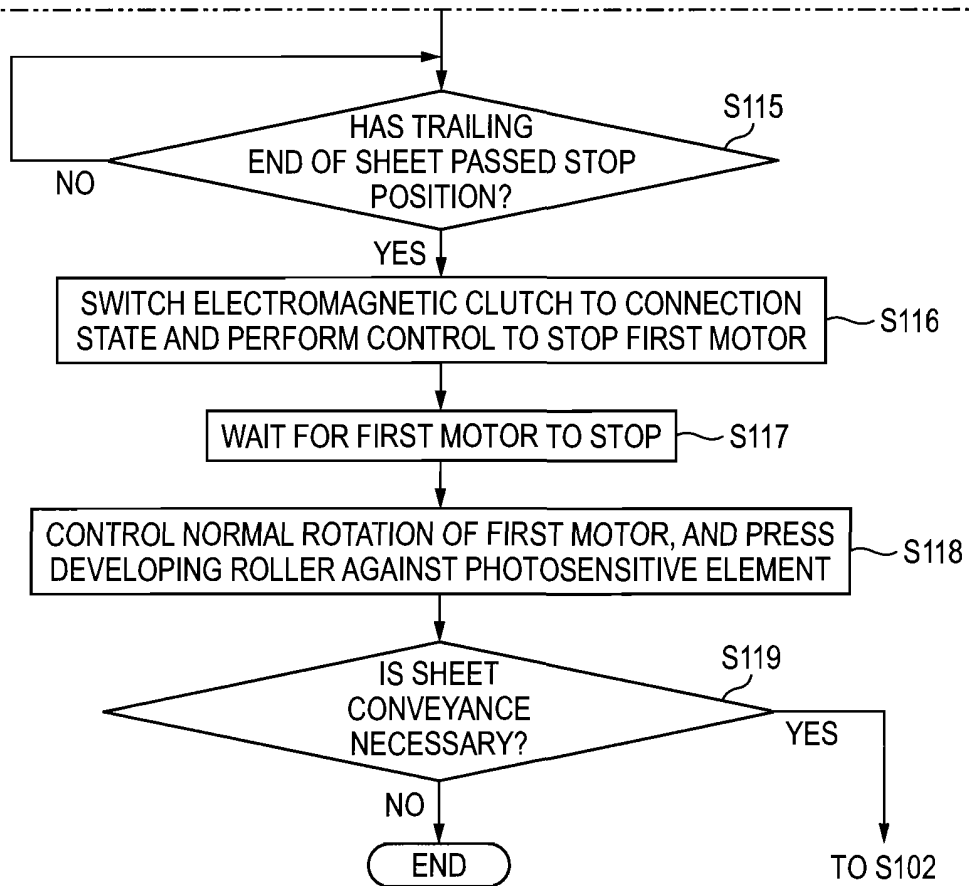 S115
HAS TRAILING
END OF SHEET PASSED STOP
POSITION?
NO
YES
SWITCH ELECTROMAGNETIC CLUTCH TO CONNECTION
STATE AND PERFORM CONTROL TO STOP FIRST MOTOR
S116
WAIT FOR FIRST MOTOR TO STOP
S117
CONTROL NORMAL ROTATION OF FIRST MOTOR, AND PRESS
DEVELOPING ROLLER AGAINST PHOTOSENSITIVE ELEMENT
S118
S119
IS SHEET
CONVEYANCE
NECESSARY?
YES
NO
END
TO S102